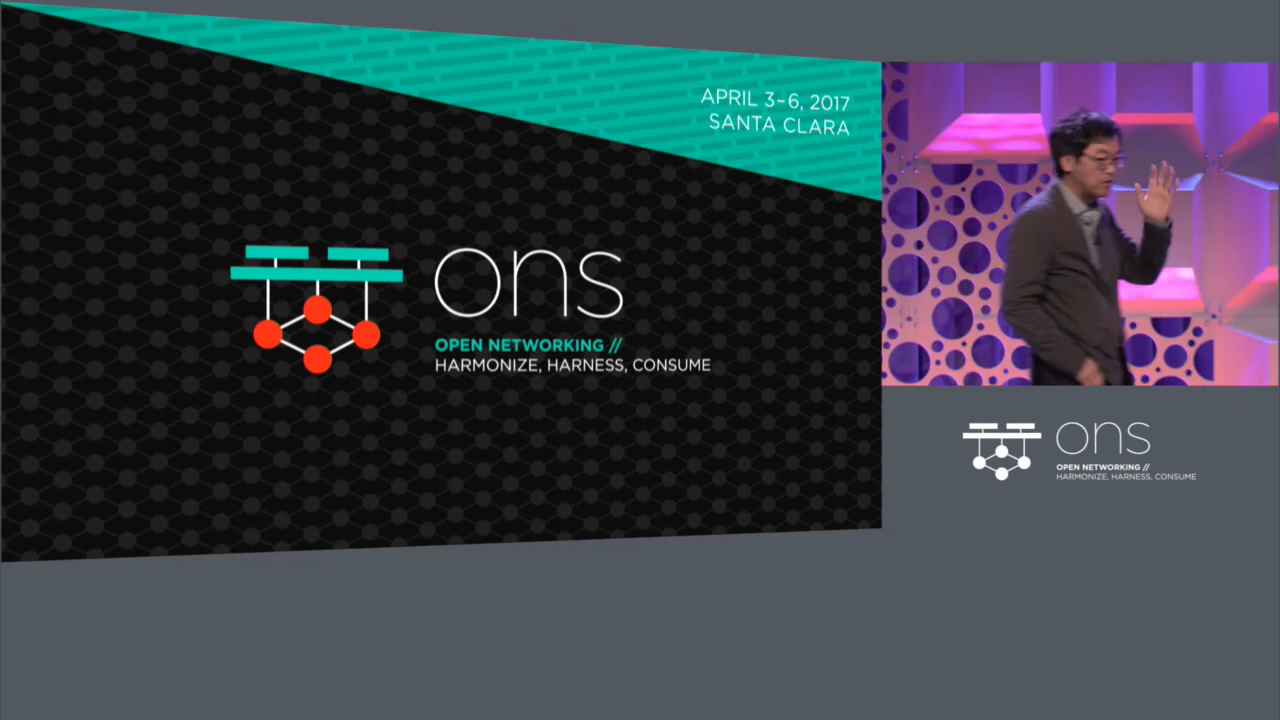 APRIL 3-6, 2017
SANTA CLARA
ons
OPEN NETWORKING //
HARMONIZE, HARNESS, CONSUME
ons
OPEN NETWORKING //
HARMONIZE, HARNESS, CONSUME